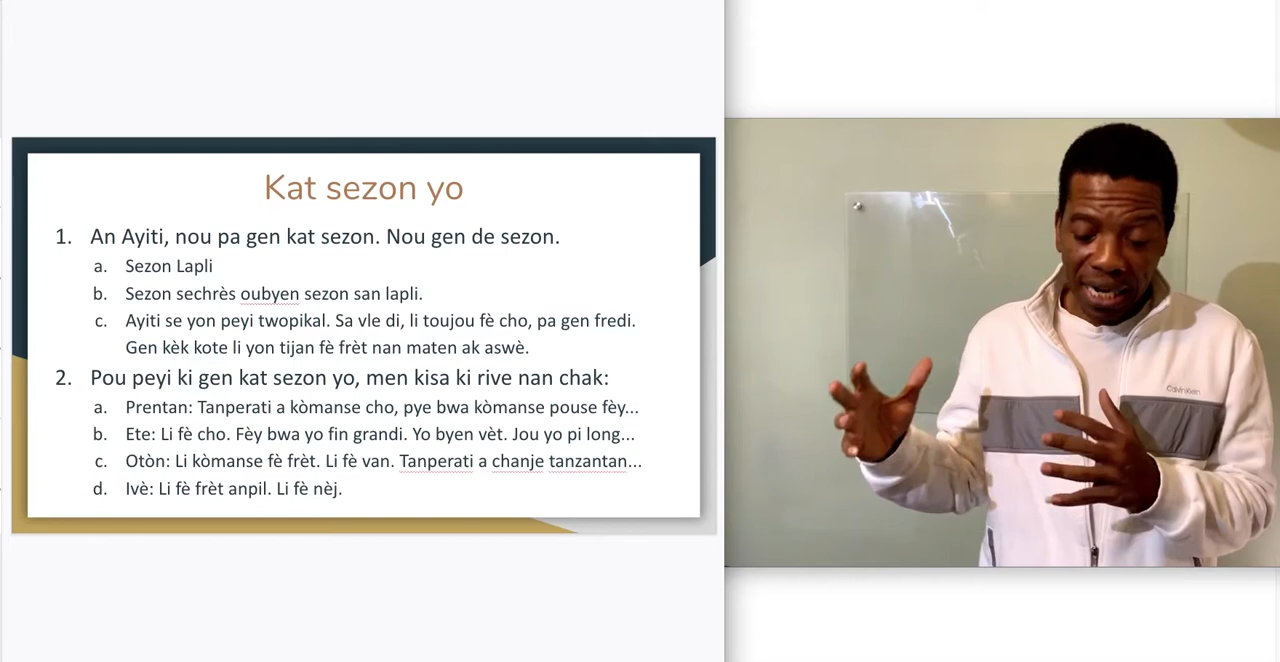 Kat sezon yo
1. An Ayiti, nou pa gen kat sezon. Nou gen de sezon.
a. Sezon Lapli
b. Sezon sechrès oubyen sezon san lapli.
c. Ayiti se yon peyi twopikal. Sa vle di, li toujou fè cho, pa gen fredi.
Gen kèk kote li yon tijan fè frèt nan maten ak aswè.
2. Pou peyi ki gen kat sezon yo, men kisa ki rive nan chak:
a. Prentan: Tanperati a kòmanse cho, pye bwa kòmanse pouse fèy...
b. Ete: Li fè cho. Fèy bwa yo fin grandi. Yo byen vèt. Jou yo pi long...
c. Otòn: Li kòmanse fè frèt. Li fè van. Tanperati a chanje tanzantan...
d. Ivè: Li fè frèt anpil. Li fè nèj.
Calvin Klein